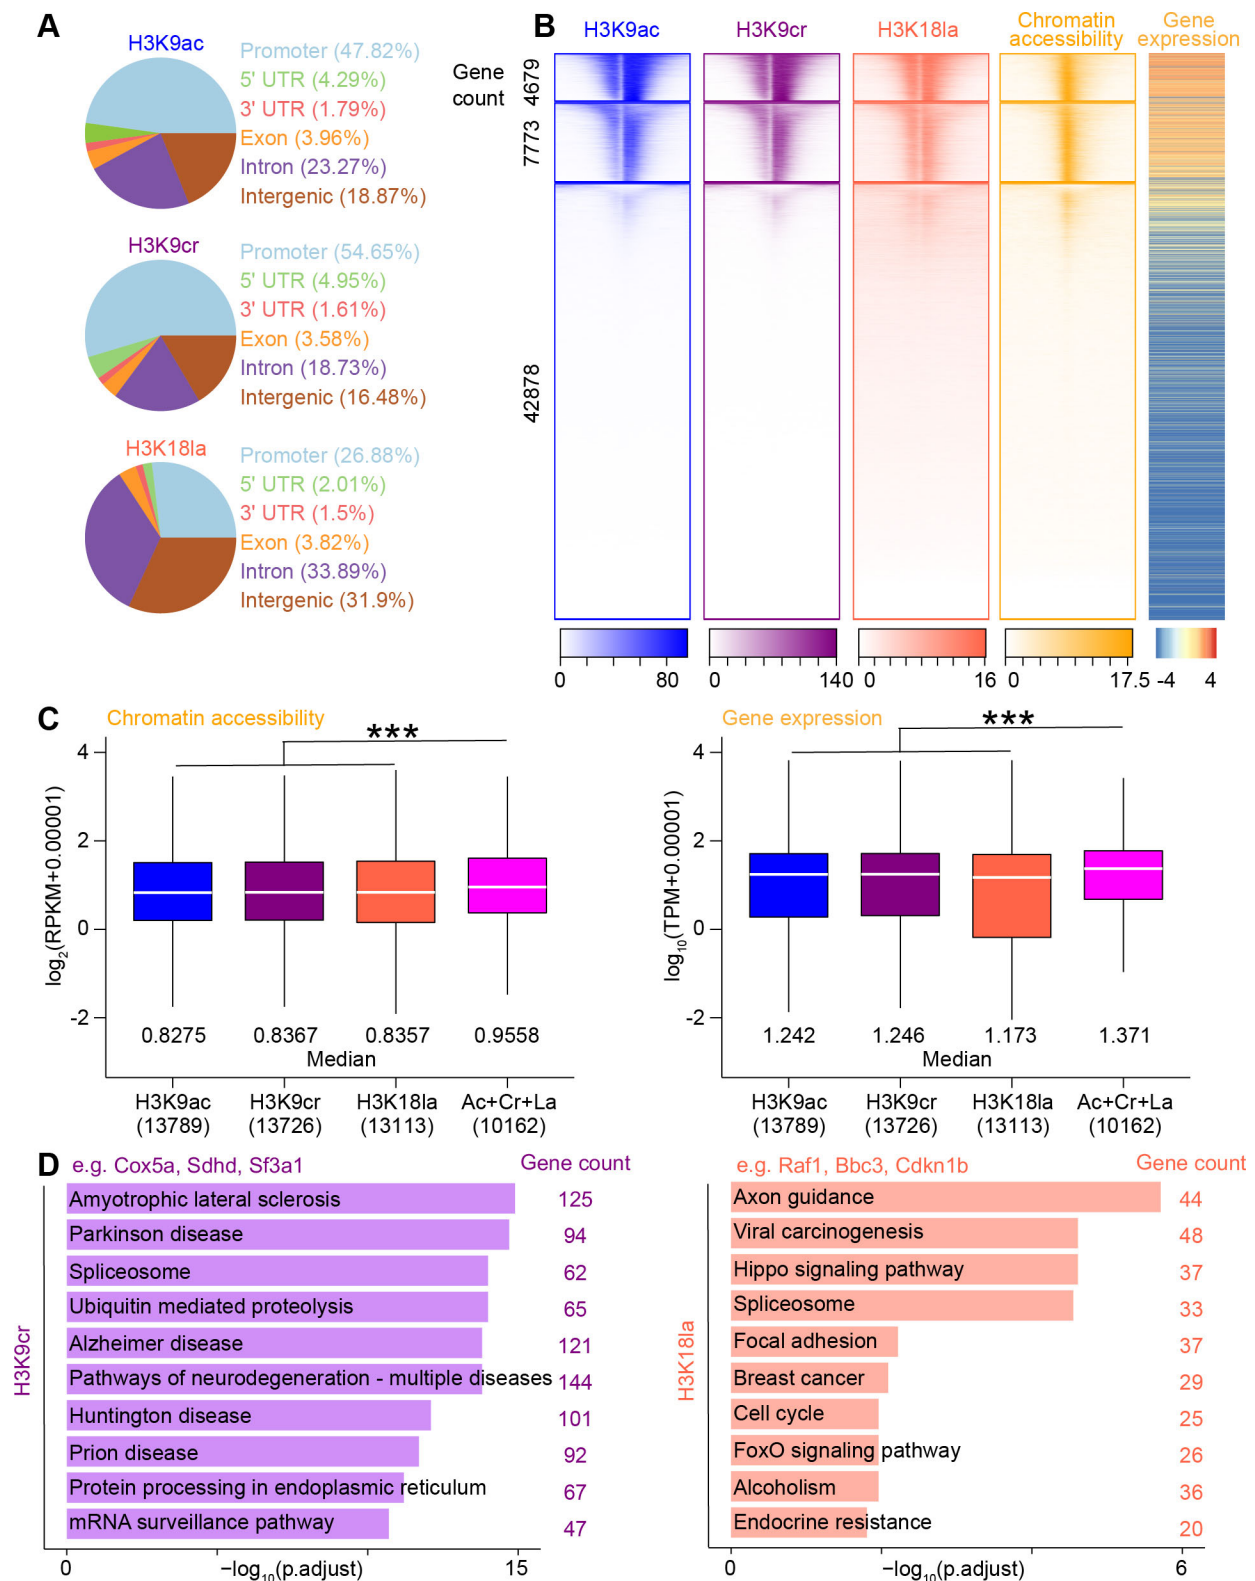 A
H3K9ac
Promoter (47.82%)
5' UTR (4.29%)
3' UTR (1.79%)
Exon (3.96%)
Intron (23.27%)
Intergenic (18.87%)
H3K9cr
Promoter (54.65%)
5' UTR (4.95%)
3' UTR (1.61%)
Exon (3.58%)
Intron (18.73%)
Intergenic (16.48%)
H3K18la
Promoter (26.88%)
5' UTR (2.01%)
3' UTR (1.5%)
Exon (3.82%)
Intron (33.89%)
Intergenic (31.9%)
B
H3K9ac
H3K9cr
H3K18la
Chromatin
accessibility
Gene
expression
Gene
count
4679
7773
42878
0 80
0 140
0 16
0 17.5
-4 4
C
Chromatin accessibility
***
log2(RPKM+0.00001)
4
2
0
-2
0.8275 0.8367 0.8357 0.9558
Median
H3K9ac H3K9cr H3K18la Ac+Cr+La
(13789) (13726) (13113) (10162)
Gene expression
***
log10(TPM+0.00001)
4
2
0
-2
1.242 1.246 1.173 1.371
Median
H3K9ac H3K9cr H3K18la Ac+Cr+La
(13789) (13726) (13113) (10162)
D
e.g. Cox5a, Sdhd, Sf3a1 Gene count
H3K9cr
Amyotrophic lateral sclerosis 125
Parkinson disease 94
Spliceosome 62
Ubiquitin mediated proteolysis 65
Alzheimer disease 121
Pathways of neurodegeneration - multiple diseases 144
Huntington disease 101
Prion disease 92
Protein processing in endoplasmic reticulum 67
mRNA surveillance pathway 47
0 −log10(p.adjust) 15
e.g. Raf1, Bbc3, Cdkn1b Gene count
H3K18la
Axon guidance 44
Viral carcinogenesis 48
Hippo signaling pathway 37
Spliceosome 33
Focal adhesion 37
Breast cancer 29
Cell cycle 25
FoxO signaling pathway 26
Alcoholism 36
Endocrine resistance 20
0 −log10(p.adjust) 6